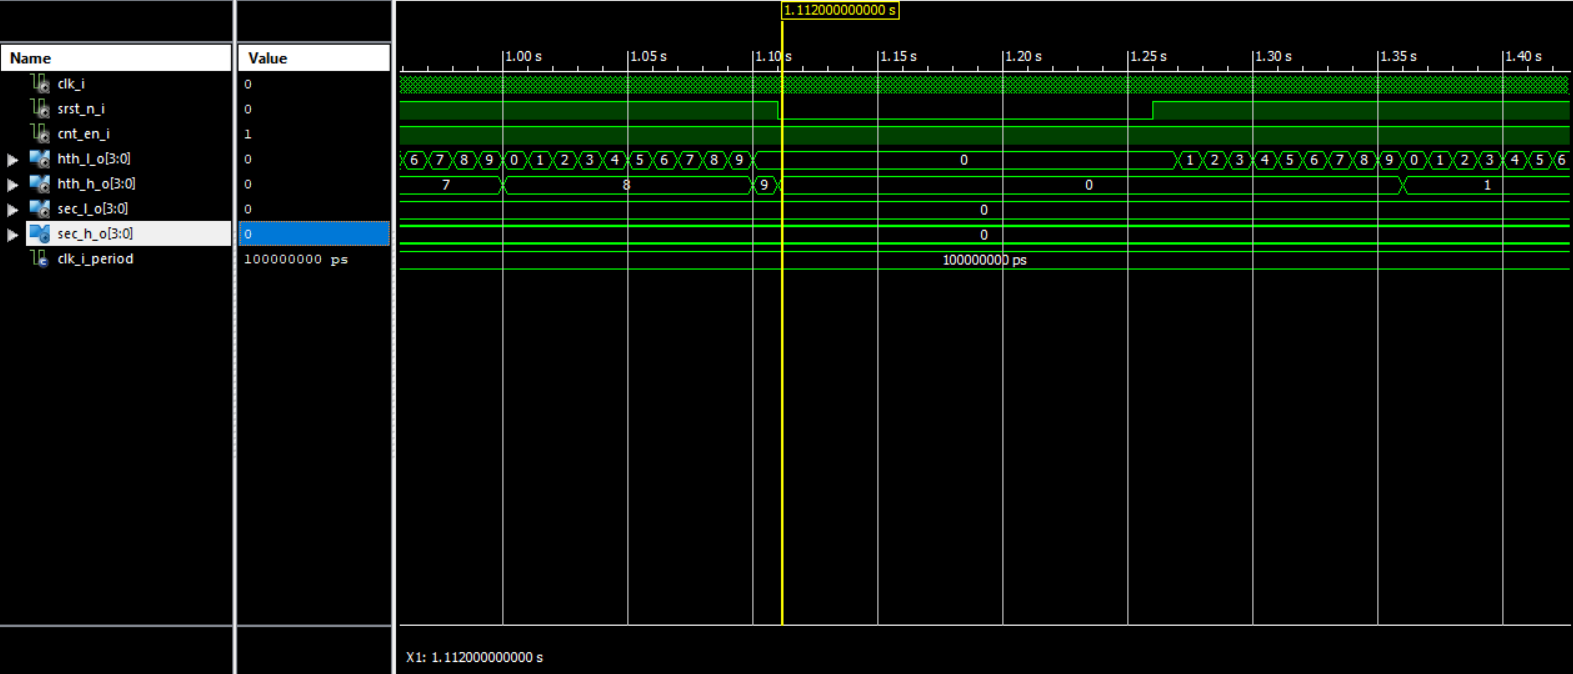 1.112000000000 s
Name Value 1.00 s 1.05 s 1.10 s 1.15 s 1.20 s 1.25 s 1.30 s 1.35 s 1.40 s
clk_i 0
srst_n_i 0
cnt_en_i 1
hth_l_o[3:0] 0 6 7 8 9 0 1 2 3 4 5 6 7 8 9 0 1 2 3 4 5 6 7 8 9 0 1 2 3 4 5 6
hth_h_o[3:0] 0 7 8 9 0 1
sec_l_o[3:0] 0 0
sec_h_o[3:0] 0 0
clk_i_period 100000000 ps 100000000 ps
X1: 1.112000000000 s